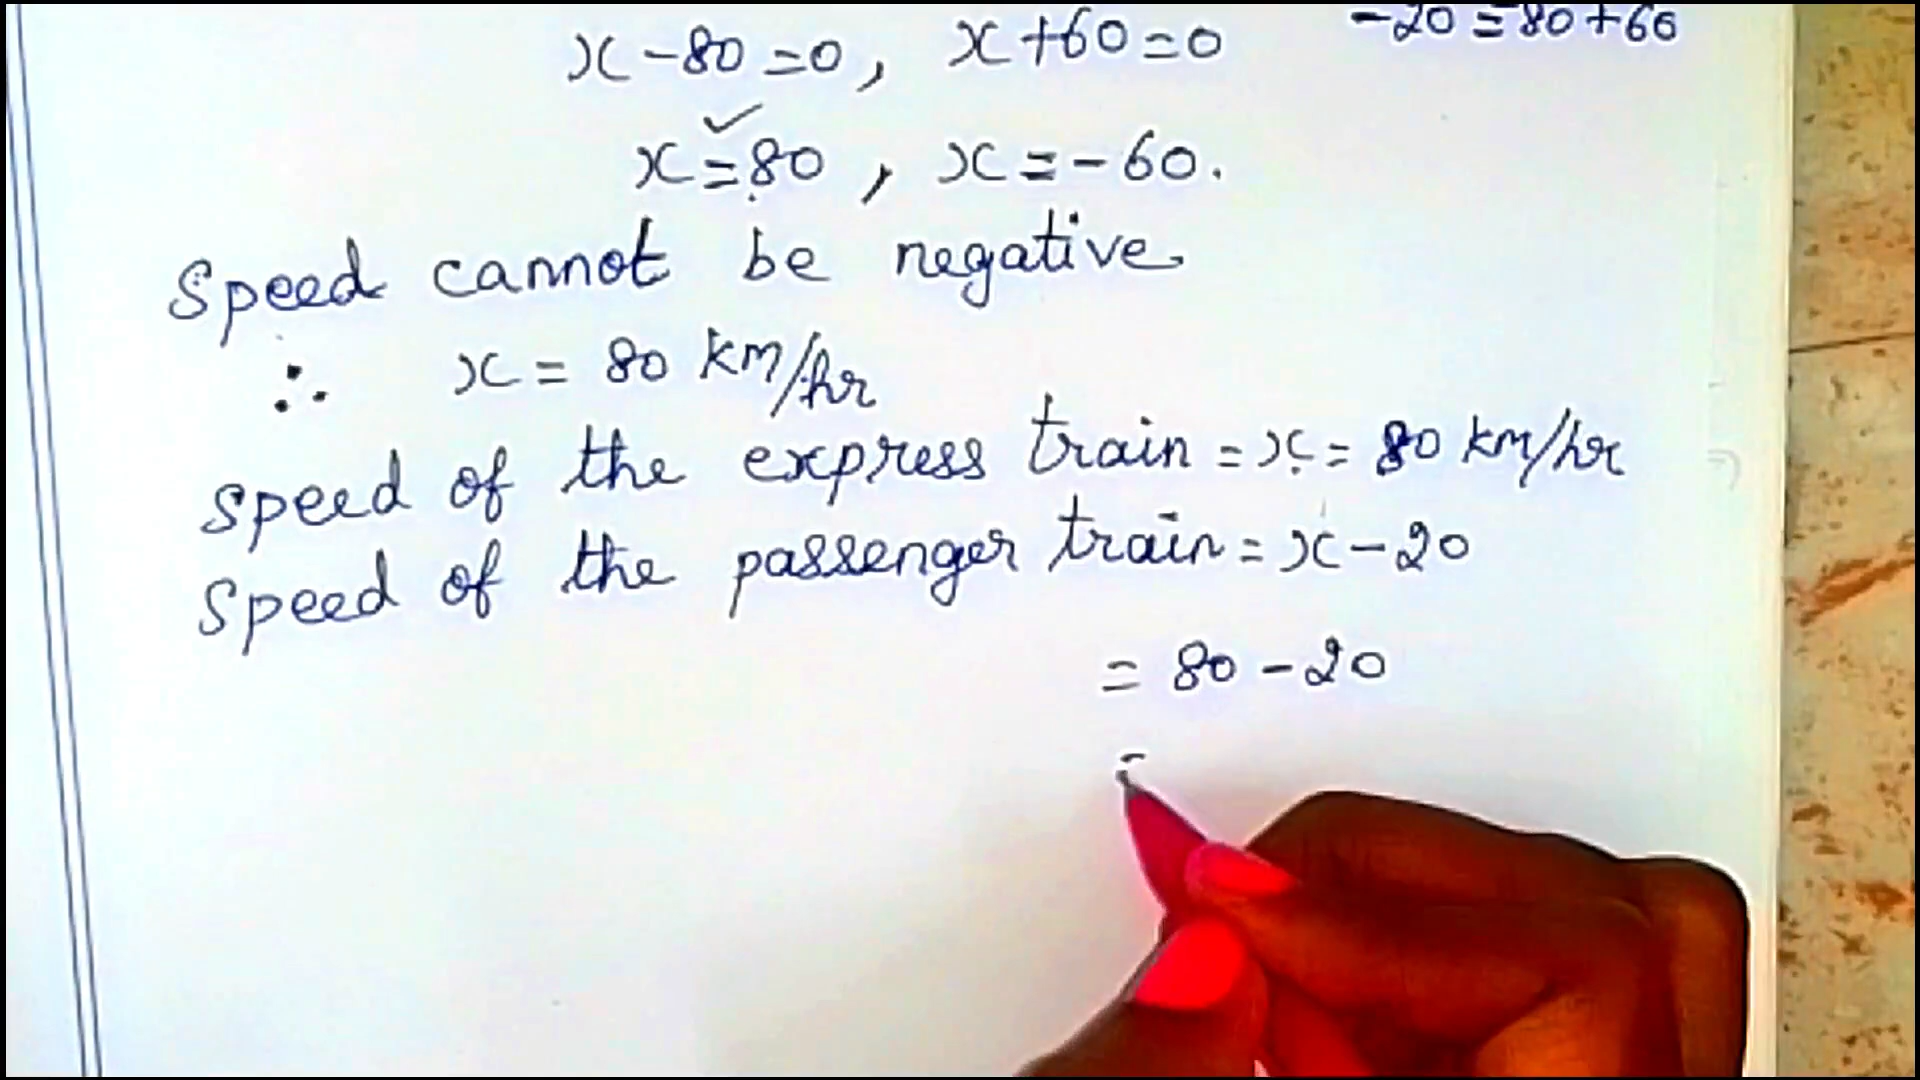 x-80=0, x+60=0
-20=80+60
x=80, x=-60.
Speed cannot be negative
∴ x = 80 km/hr
Speed of the express train = x = 80 km/hr
Speed of the passenger train = x-20
= 80-20
=